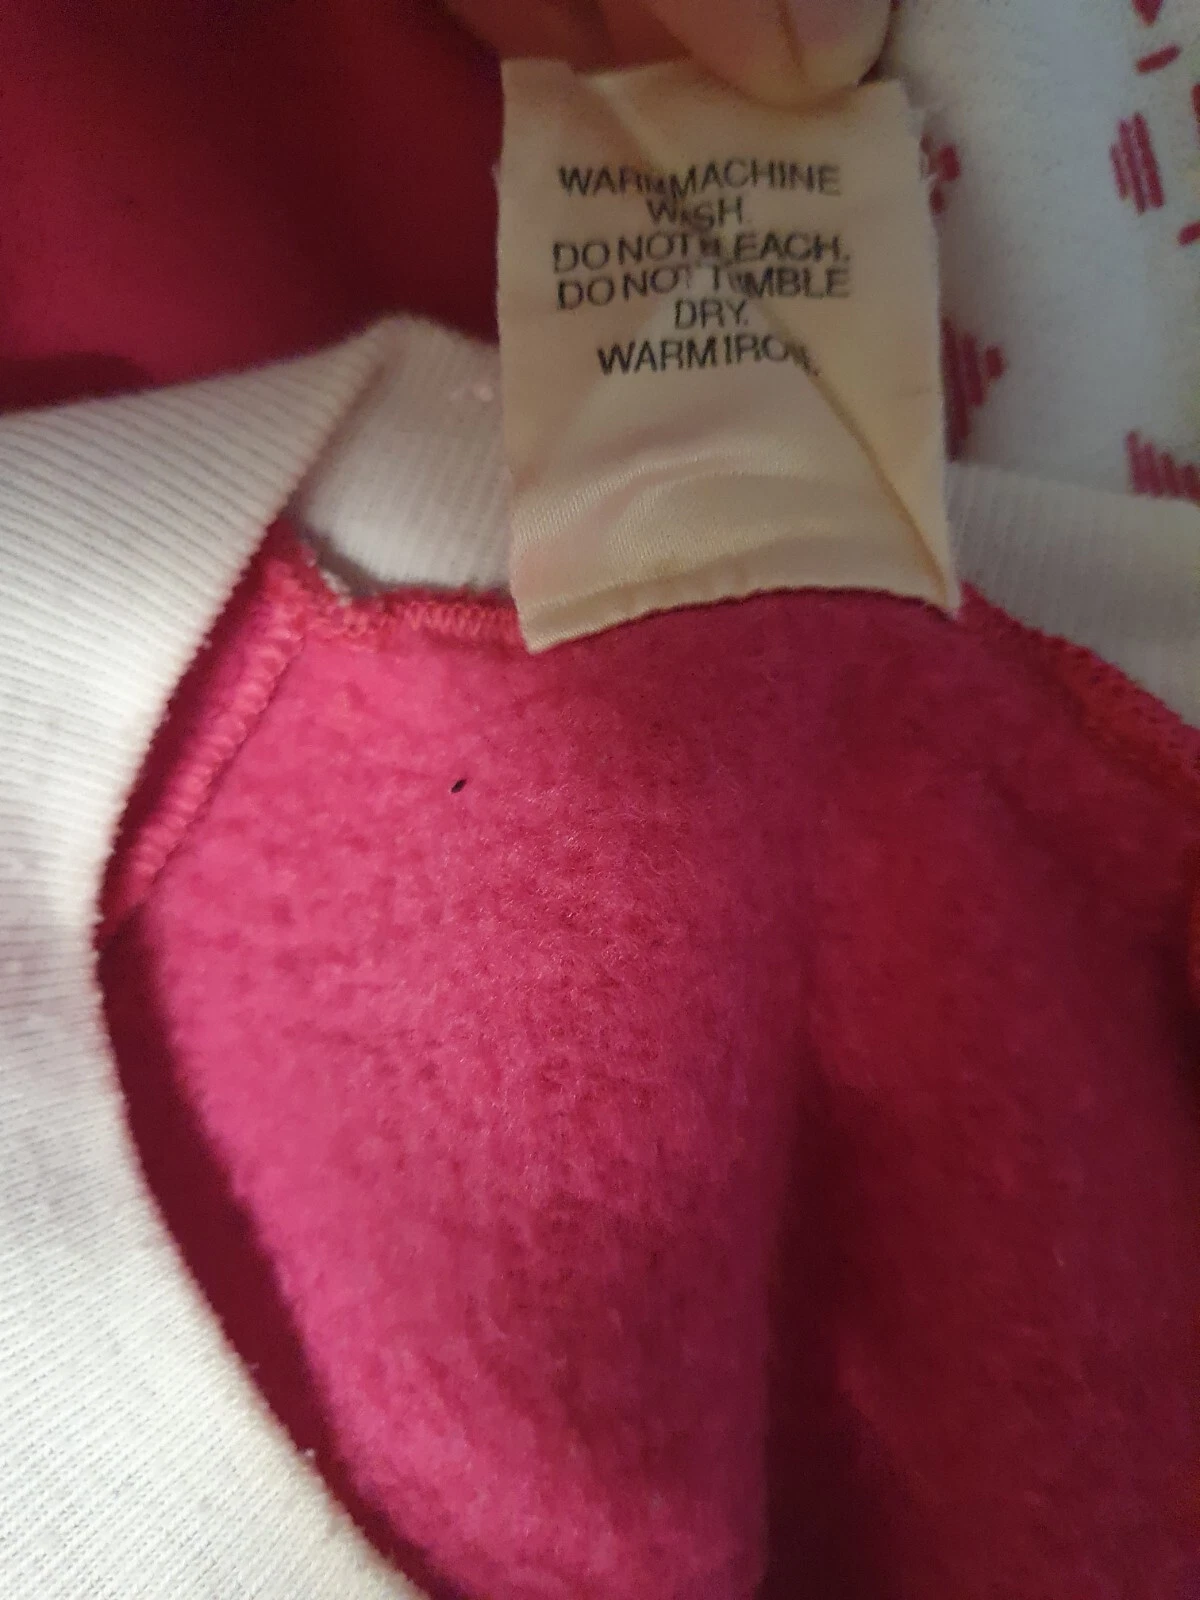 WARM MACHINE
WASH.
DO NOT BLEACH.
DO NOT TUMBLE
DRY.
WARM IRON.